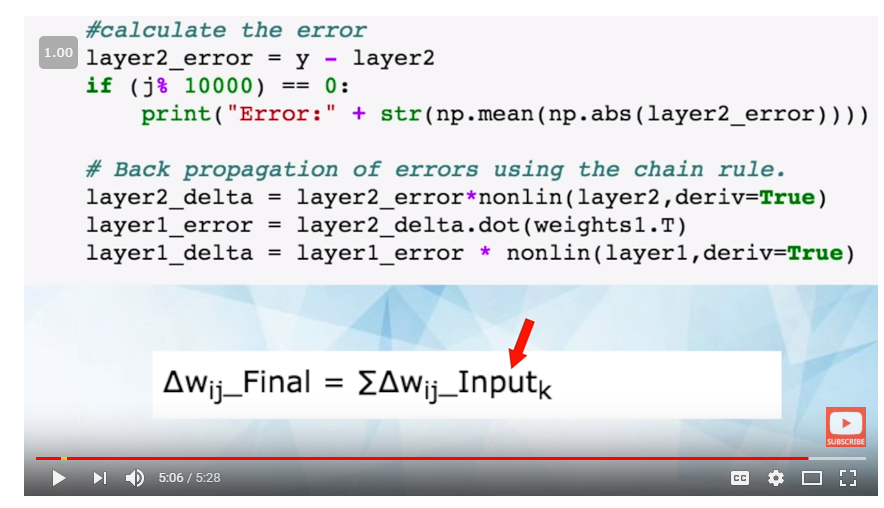 #calculate the error
1.00
layer2_error = y - layer2
if (j% 10000) == 0:
print("Error:" + str(np.mean(np.abs(layer2_error))))
# Back propagation of errors using the chain rule.
layer2_delta = layer2_error*nonlin(layer2,deriv=True)
layer1_error = layer2_delta.dot(weights1.T)
layer1_delta = layer1_error * nonlin(layer1,deriv=True)
Δwij_Final = ∑Δwij_Inputk
SUBSCRIBE
5:06 / 5:28
CC